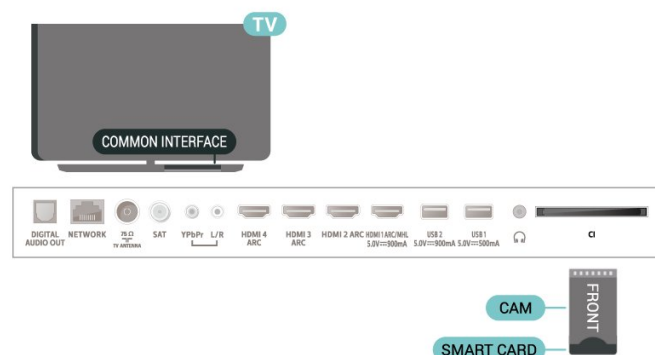 TV
COMMON INTERFACE
DIGITAL
AUDIO OUT
NETWORK
75 Ω
TV ANTENNA
SAT
YPbPr
L/R
HDMI 4
ARC
HDMI 3
ARC
HDMI 2 ARC
HDMI 1 ARC/MHL
5.0V⎓900mA
USB 2
5.0V⎓900mA
USB 1
5.0V⎓500mA
CI
FRONT
CAM
SMART CARD